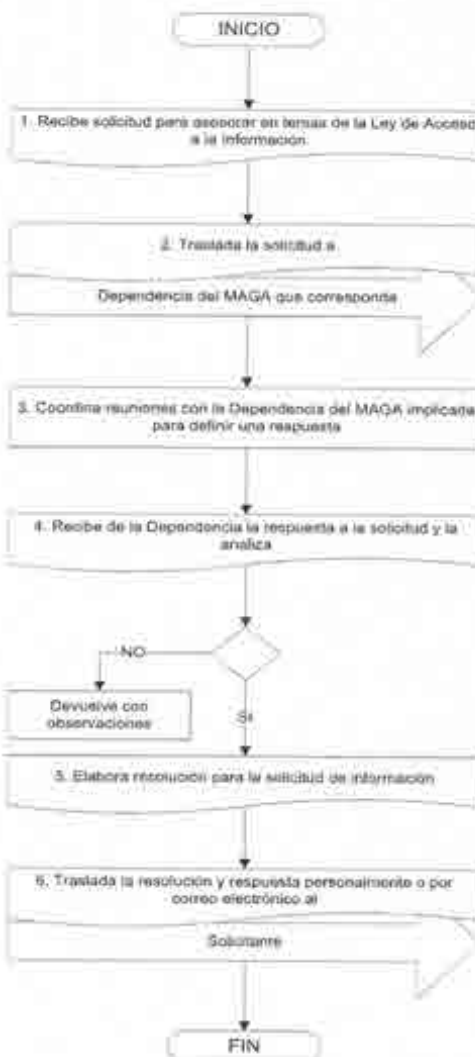 INICIO
1. Recibe solicitud para asesorar en temas de la Ley de Acceso
a la Información.
2. Traslada la solicitud a
Dependencia del MAGA que corresponda
3. Coordina reuniones con la Dependencia del MAGA implicada
para definir una respuesta
4. Recibe de la Dependencia la respuesta a la solicitud y la
analiza
NO
Devuelve con
observaciones
SI
5. Elabora resolución para la solicitud de información
6. Traslada la resolución y respuesta personalmente o por
correo electrónico al
Solicitante
FIN